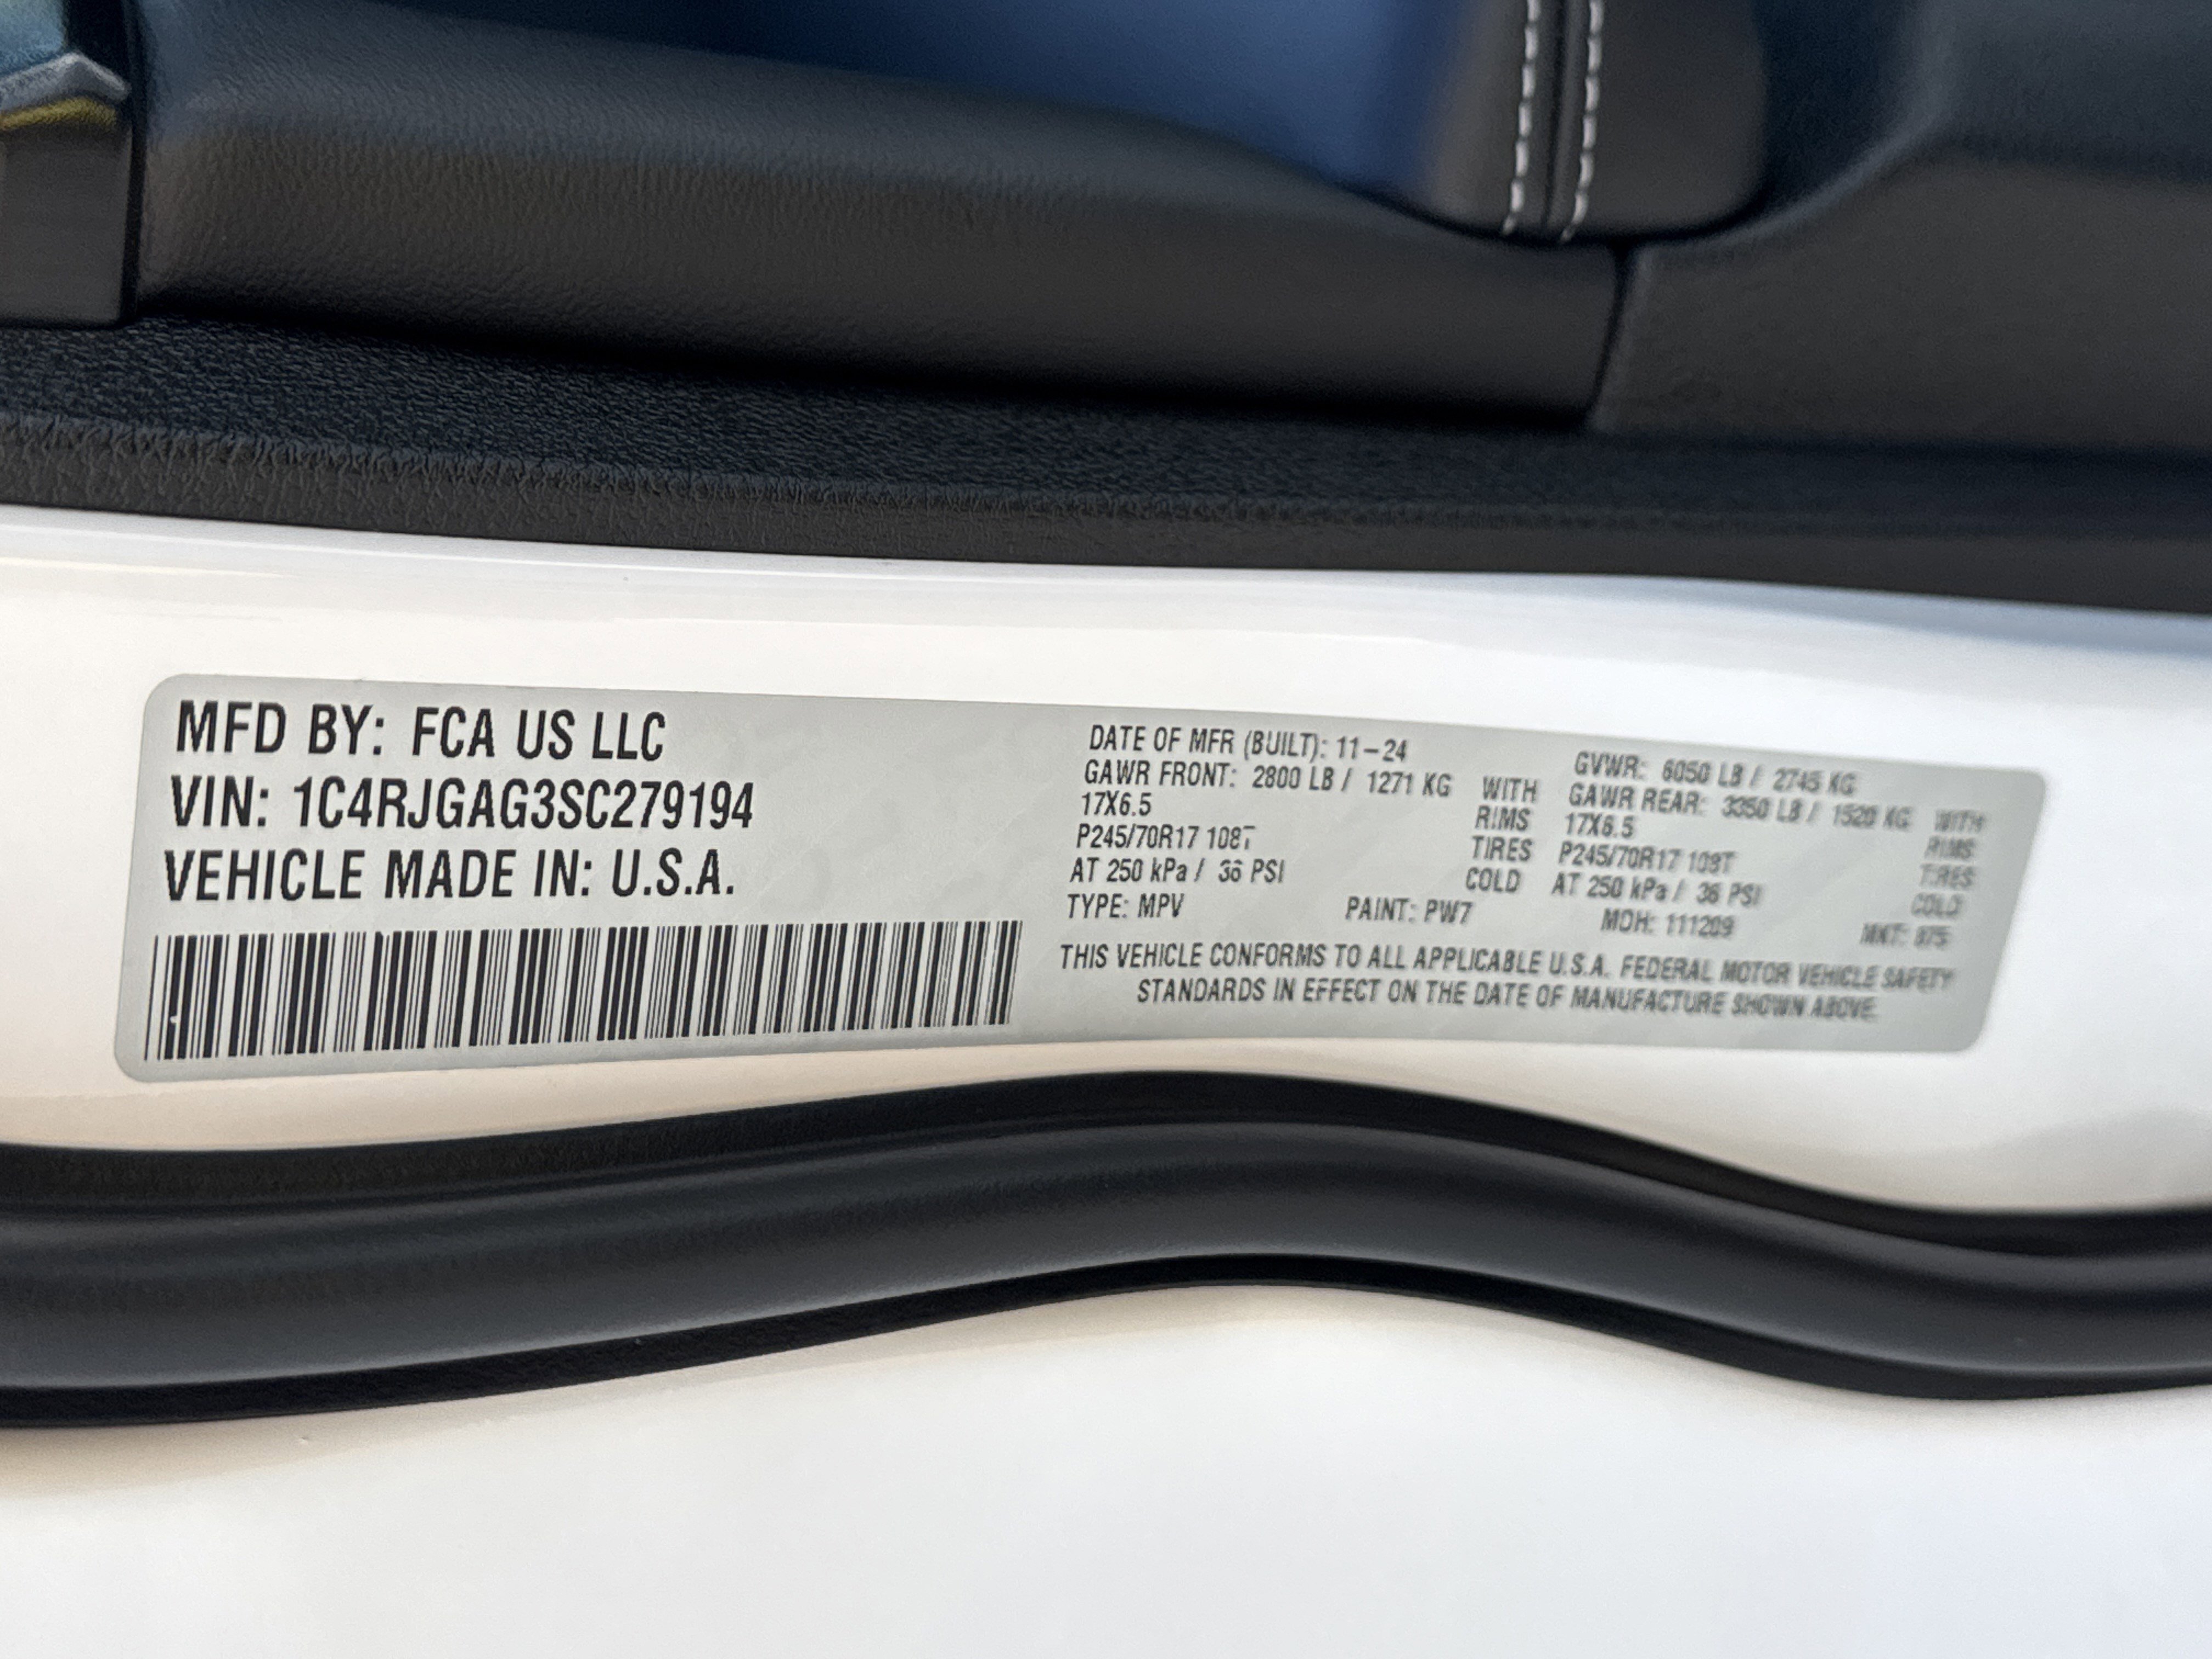 MFD BY: FCA US LLC
VIN: 1C4RJGAG3SC279194
VEHICLE MADE IN: U.S.A.
DATE OF MFR (BUILT): 11-24
GAWR FRONT: 2800 LB / 1271 KG WITH
17X6.5 RIMS
P245/70R17 108T TIRES
AT 250 kPa / 36 PSI COLD
GVWR: 6050 LB / 2745 KG
GAWR REAR: 3350 LB / 1520 KG WITH
17X6.5 RIMS
P245/70R17 108T TIRES
AT 250 kPa / 36 PSI COLD
TYPE: MPV PAINT: PW7 MDH: 111209 MKT: 875
THIS VEHICLE CONFORMS TO ALL APPLICABLE U.S.A. FEDERAL MOTOR VEHICLE SAFETY
STANDARDS IN EFFECT ON THE DATE OF MANUFACTURE SHOWN ABOVE.